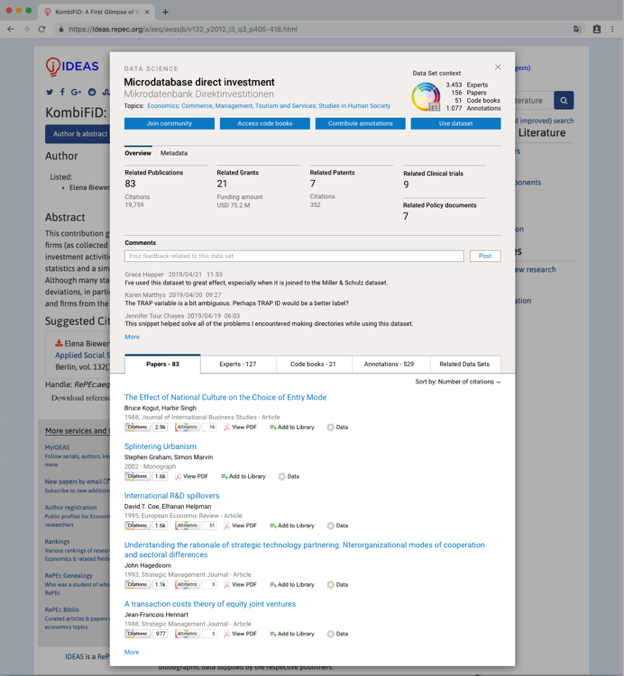 KombiFiD: A First Glimpse of t
https://ideas.repec.org/a/aeq/aeqsjb/v132_y2012_i3_q3_p405-418.html
IDEAS
KombiFiD:
Author & abstract
Author
Listed:
Elena Biewer
Abstract
This contribution g
firms (as collected
investment activitie
statistics and a sim
Although many sta
deviations, in partic
and firms from the
Suggested Cit
Elena Biewer
Applied Social S
Berlin, vol. 132(
Handle: RePEc:aeq
Download referen
More services and
MyIDEAS
Follow serials, authors, key
more
New papers by email
Subscribe to new addition
Author registration
Public profiles for Econom
researchers
Rankings
Various rankings of resear
Economics & related fields
RePEc Genealogy
Who was a student of who
RePEc
RePEc Biblio
Curated articles & papers
economics topics
IDEAS is a ReP
DATA SCIENCE
Microdatabase direct investment
Mikrodatenbank Direktinvestitionen
Topics: Economics; Commerce, Management, Tourism and Services; Studies in Human Society
Data Set context
3.453 Experts
156 Papers
51 Code books
1.077 Annotations
Join community
Access code books
Contribute annotations
Use dataset
Overview Metadata
Related Publications
83
Citations
19,759
Related Grants
21
Funding amount
USD 75.2 M
Related Patents
7
Citations
352
Related Clinical trials
9
Related Policy documents
7
Comments
Your feedback related to this data set
Post
Grace Hopper 2019/04/21 11:53
I've used this dataset to great effect, especially when it is joined to the Miller & Schulz dataset.
Karen Matthys 2019/04/20 09:27
The TRAP variable is a bit ambiguous. Perhaps TRAP ID would be a better label?
Jennifer Tour Chayes 2019/04/19 06:03
This snippet helped solve all of the problems I encountered making directories while using this dataset.
More
Papers - 83
Experts - 127
Code books - 21
Annotations - 529
Related Data Sets
Sort by: Number of citations
The Effect of National Culture on the Choice of Entry Mode
Bruce Kogut, Harbir Singh
1988, Journal of International Business Studies - Article
Citations 2.9k Altmetric 16 View PDF Add to Library Data
Splintering Urbanism
Stephen Graham, Simon Marvin
2002 - Monograph
Citations 1.6k View PDF Add to Library Data
International R&D spillovers
David T. Coe, Elhanan Helpman
1995, European Economic Review - Article
Citations 1.6k Altmetric 51 View PDF Add to Library Data
Understanding the rationale of strategic technology partnering: Nterorganizational modes of cooperation
and sectoral differences
John Hagedoorn
1993, Strategic Management Journal - Article
Citations 1.1k Altmetric 3 View PDF Add to Library Data
A transaction costs theory of equity joint ventures
Jean-Francois Hennart
1988, Strategic Management Journal - Article
Citations 977 Altmetric 3 View PDF Add to Library Data
More
gests)
improved) search
Literature
onents
on
es
ew research
tation
bibliographic data supplied by the respective publishers.